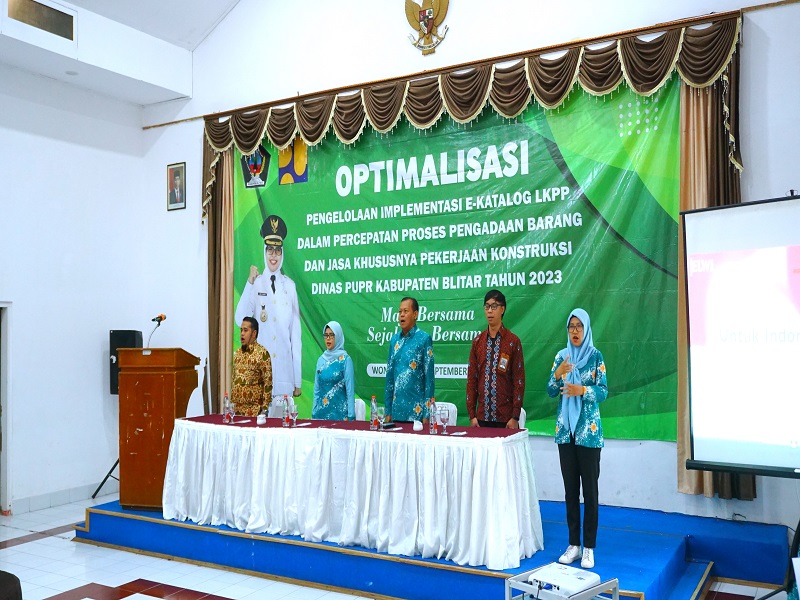 OPTIMALISASI
PENGELOLAAN IMPLEMENTASI E-KATALOG LKPP
DALAM PERCEPATAN PROSES PENGADAAN BARANG
DAN JASA KHUSUSNYA PEKERJAAN KONSTRUKSI
DINAS PUPR KABUPATEN BLITAR TAHUN 2023
Bersama
Bersam
SEPTEMBER